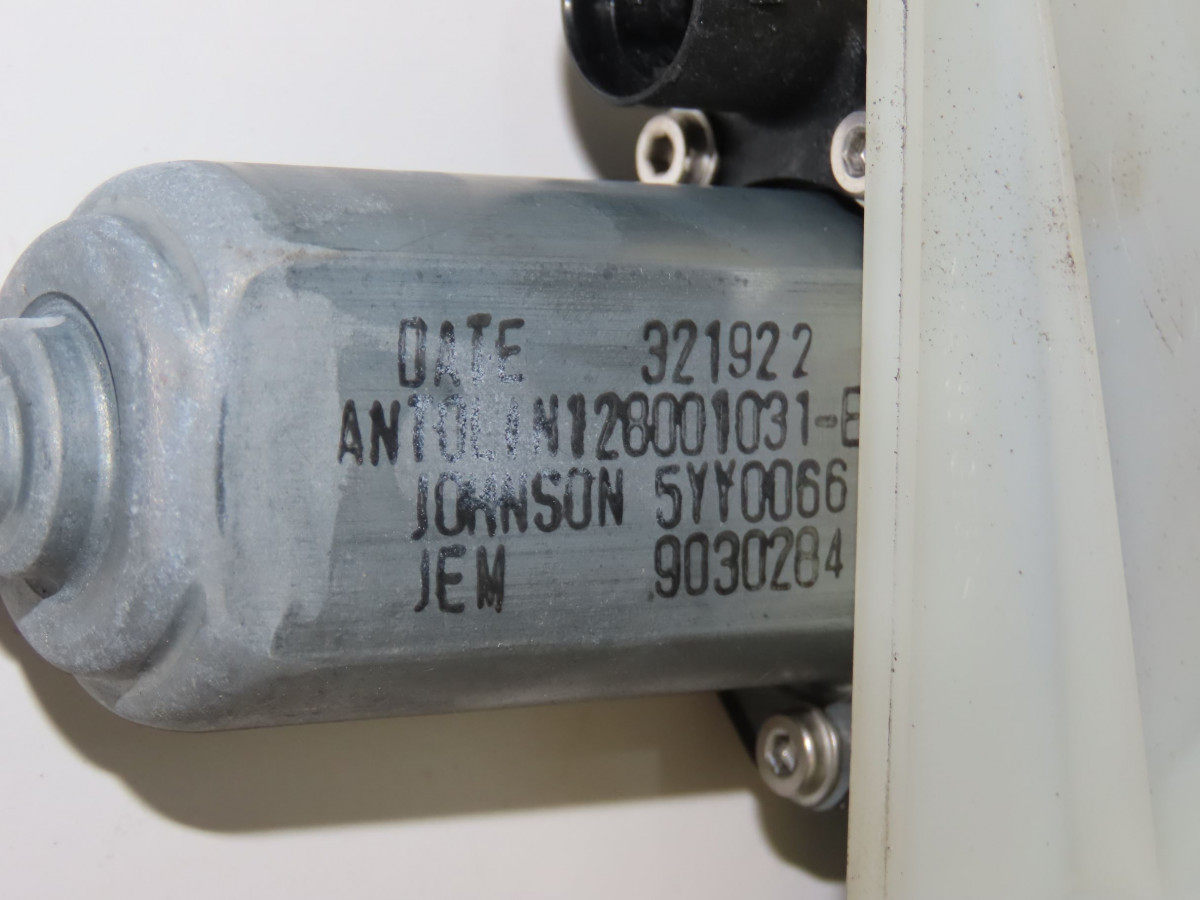 DATE 321922
ANTOLIN128001031-E
JOHNSON 5YY0066
JEM 9030284